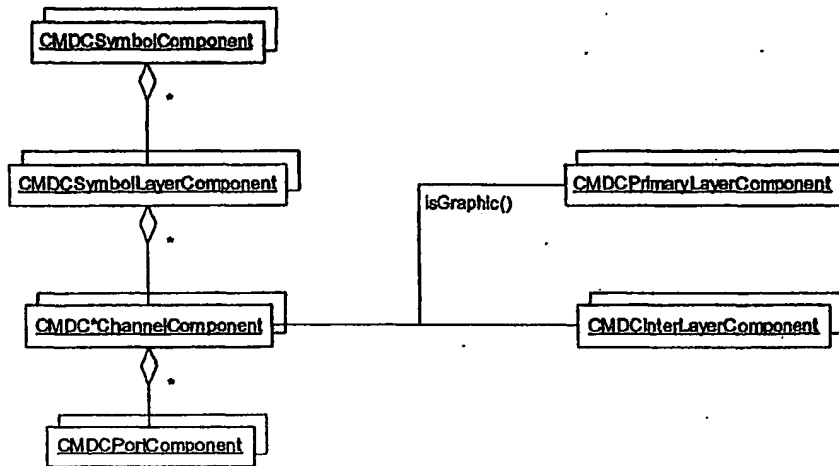 CMDCSymbolComponent
*
CMDCSymbolLayerComponent
CMDCPrimaryLayerComponent
isGraphic()
*
CMDC*ChannelComponent
CMDCInterLayerComponent
*
CMDCPortComponent